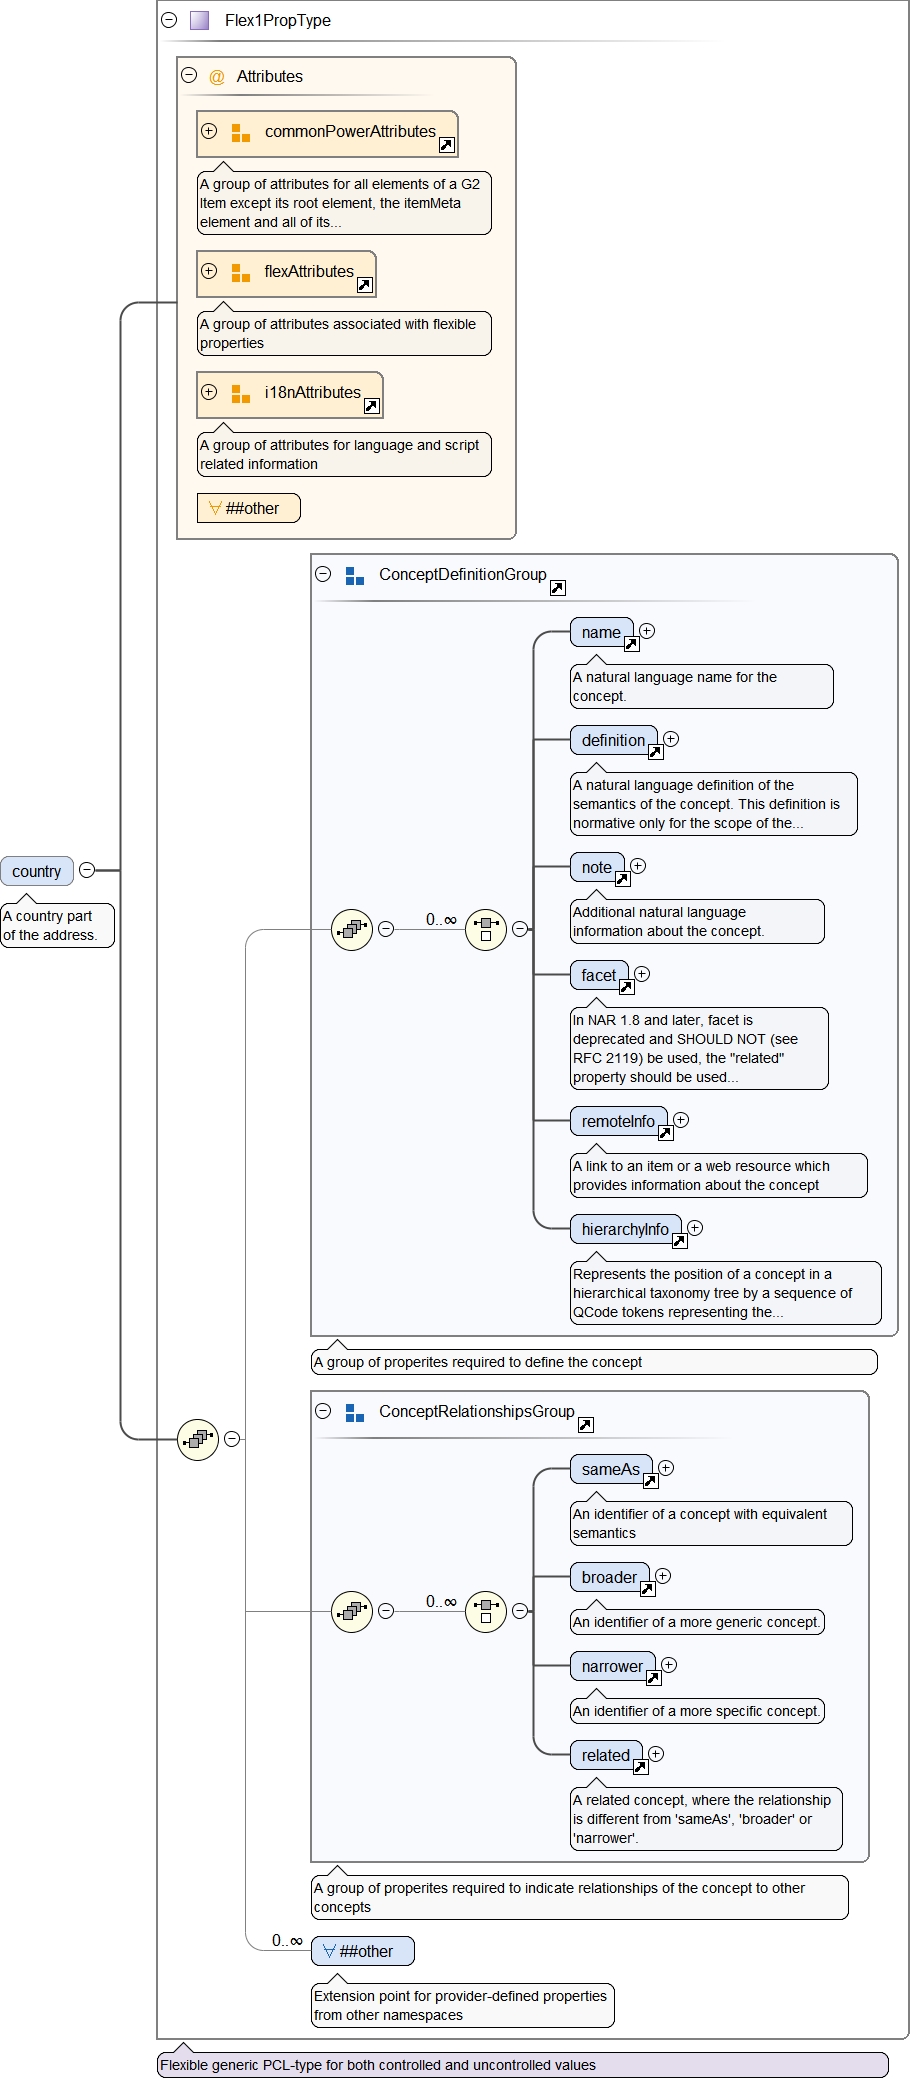 Flex1PropType
@ Attributes
commonPowerAttributes
A group of attributes for all elements of a G2
Item except its root element, the itemMeta
element and all of its...
flexAttributes
A group of attributes associated with flexible
properties
i18nAttributes
A group of attributes for language and script
related information
##other
ConceptDefinitionGroup
name
A natural language name for the
concept.
definition
A natural language definition of the
semantics of the concept. This definition is
normative only for the scope of the...
country
A country part
of the address.
note
Additional natural language
information about the concept.
0..∞
facet
In NAR 1.8 and later, facet is
deprecated and SHOULD NOT (see
RFC 2119) be used, the "related"
property should be used...
remoteInfo
A link to an item or a web resource which
provides information about the concept
hierarchyInfo
Represents the position of a concept in a
hierarchical taxonomy tree by a sequence of
QCode tokens representing the...
A group of properites required to define the concept
ConceptRelationshipsGroup
sameAs
An identifier of a concept with equivalent
semantics
broader
0..∞
An identifier of a more generic concept.
narrower
An identifier of a more specific concept.
related
A related concept, where the relationship
is different from 'sameAs', 'broader' or
'narrower'.
A group of properites required to indicate relationships of the concept to other
concepts
0..∞
##other
Extension point for provider-defined properties
from other namespaces
Flexible generic PCL-type for both controlled and uncontrolled values